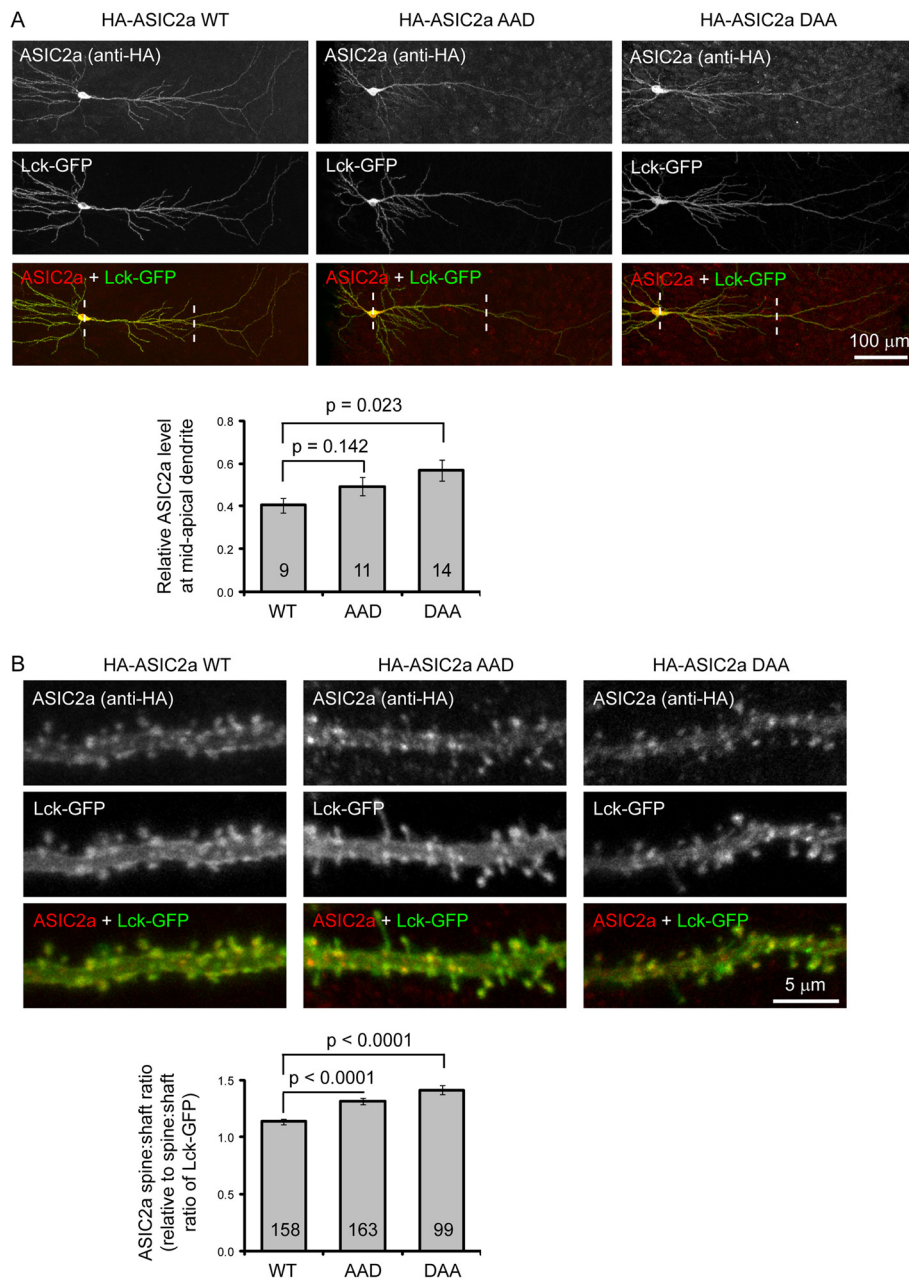 A
HA-ASIC2a WT
HA-ASIC2a AAD
HA-ASIC2a DAA
ASIC2a (anti-HA)
ASIC2a (anti-HA)
ASIC2a (anti-HA)
Lck-GFP
Lck-GFP
Lck-GFP
ASIC2a + Lck-GFP
ASIC2a + Lck-GFP
ASIC2a + Lck-GFP
100 μm
Relative ASIC2a level
at mid-apical dendrite
0.8
0.6
0.4
0.2
0.0
p = 0.023
p = 0.142
9
11
14
WT
AAD
DAA
B
HA-ASIC2a WT
HA-ASIC2a AAD
HA-ASIC2a DAA
ASIC2a (anti-HA)
ASIC2a (anti-HA)
ASIC2a (anti-HA)
Lck-GFP
Lck-GFP
Lck-GFP
ASIC2a + Lck-GFP
ASIC2a + Lck-GFP
ASIC2a + Lck-GFP
5 μm
ASIC2a spine:shaft ratio
(relative to spine:shaft
ratio of Lck-GFP)
1.5
1.0
0.5
0.0
p < 0.0001
p < 0.0001
158
163
99
WT
AAD
DAA